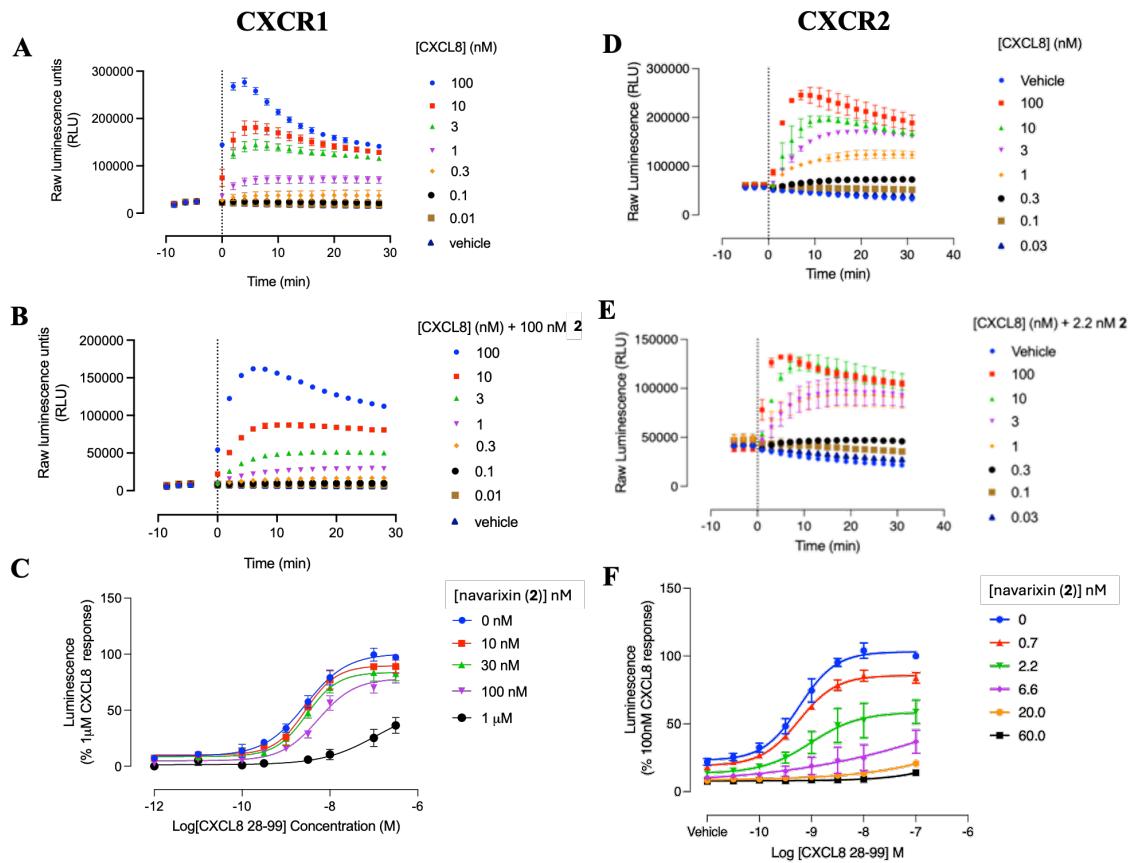 CXCR1
CXCR2
A
[CXCL8] (nM)
Raw luminescence untis
(RLU)
300000
200000
100000
0
-10
0
10
20
30
Time (min)
100
10
3
1
0.3
0.1
0.01
vehicle
D
[CXCL8] (nM)
Raw Luminescence (RLU)
300000
200000
100000
0
-10
0
10
20
30
40
Time (min)
Vehicle
100
10
3
1
0.3
0.1
0.03
B
[CXCL8] (nM) + 100 nM 2
Raw luminescence untis
(RLU)
200000
150000
100000
50000
0
-10
0
10
20
30
Time (min)
100
10
3
1
0.3
0.1
0.01
vehicle
E
[CXCL8] (nM) + 2.2 nM 2
Raw Luminescence (RLU)
150000
100000
50000
0
-10
0
10
20
30
40
Time (min)
Vehicle
100
10
3
1
0.3
0.1
0.03
C
[navarixin (2)] nM
Luminescence
(% 1µM CXCL8 response)
150
100
50
0
-12
-10
-8
-6
Log[CXCL8 28-99] Concentration (M)
0 nM
10 nM
30 nM
100 nM
1 µM
F
[navarixin (2)] nM
Luminescence
(% 100nM CXCL8 response)
150
100
50
0
Vehicle
-10
-9
-8
-7
-6
Log [CXCL8 28-99] M
0
0.7
2.2
6.6
20.0
60.0